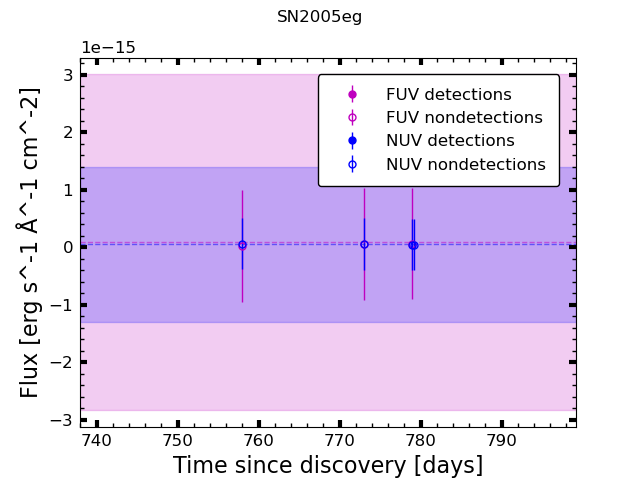 SN2005eg
1e−15
3
2
1
0
−1
−2
−3
Flux [erg s^-1 Å^-1 cm^-2]
FUV detections
FUV nondetections
NUV detections
NUV nondetections
740 750 760 770 780 790
Time since discovery [days]